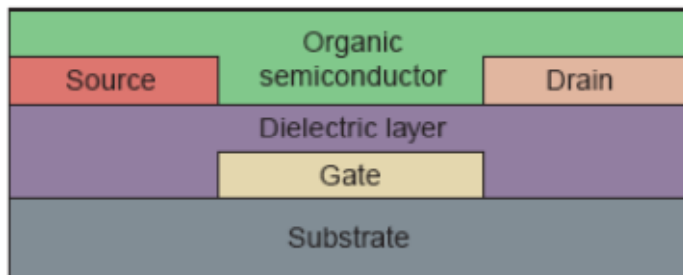 Organic
semiconductor
Source
Drain
Dielectric layer
Gate
Substrate